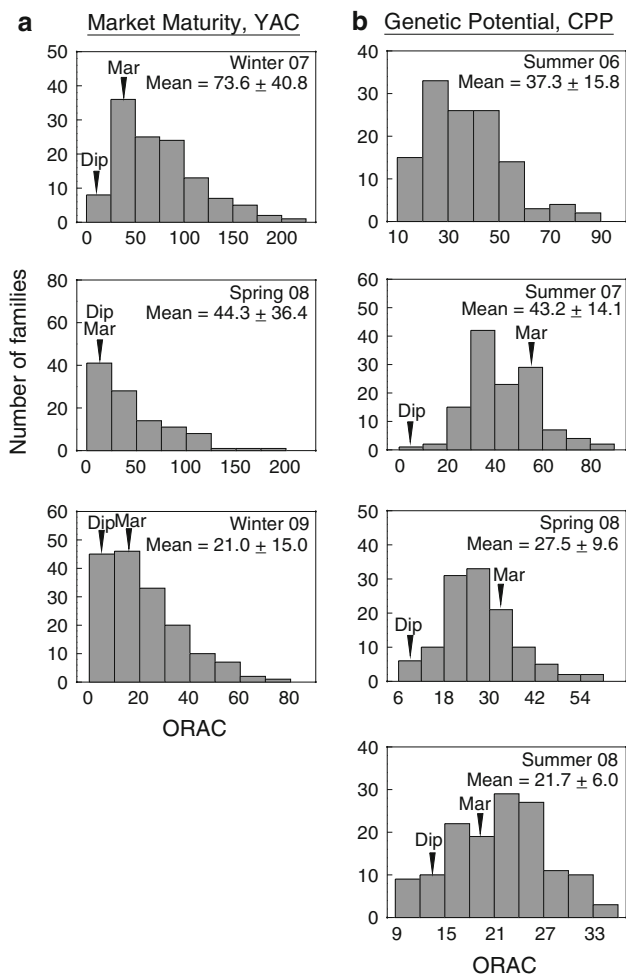 a Market Maturity, YAC
Number of families
50
40
30
20
10
0
Winter 07
Mar
Mean = 73.6 ± 40.8
Dip
0 50 100 150 200
80
60
40
20
0
Spring 08
Dip
Mar
Mean = 44.3 ± 36.4
0 50 100 150 200
60
50
40
30
20
10
0
Winter 09
Dip Mar
Mean = 21.0 ± 15.0
0 20 40 60 80
ORAC
b Genetic Potential, CPP
40
30
20
10
0
Summer 06
Mean = 37.3 ± 15.8
10 30 50 70 90
60
50
40
30
20
10
0
Summer 07
Mean = 43.2 ± 14.1
Mar
Dip
0 20 40 60 80
50
40
30
20
10
0
Spring 08
Mean = 27.5 ± 9.6
Mar
Dip
6 18 30 42 54
40
30
20
10
0
Summer 08
Mean = 21.7 ± 6.0
Mar
Dip
9 15 21 27 33
ORAC